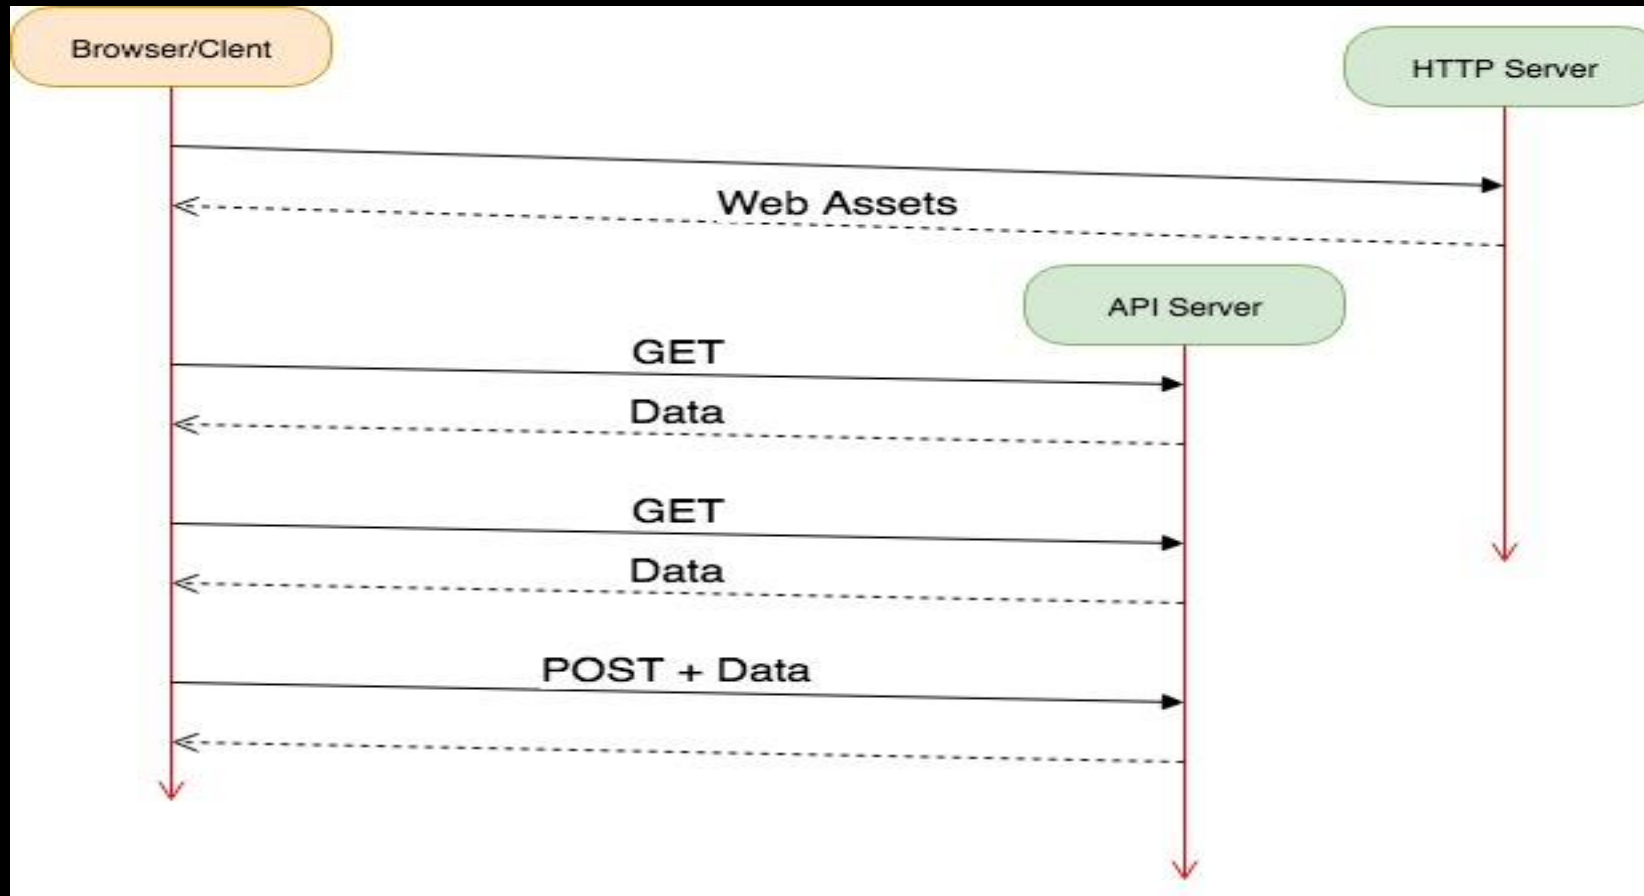 Browser/Clent
HTTP Server
Web Assets
API Server
GET
Data
GET
Data
POST + Data